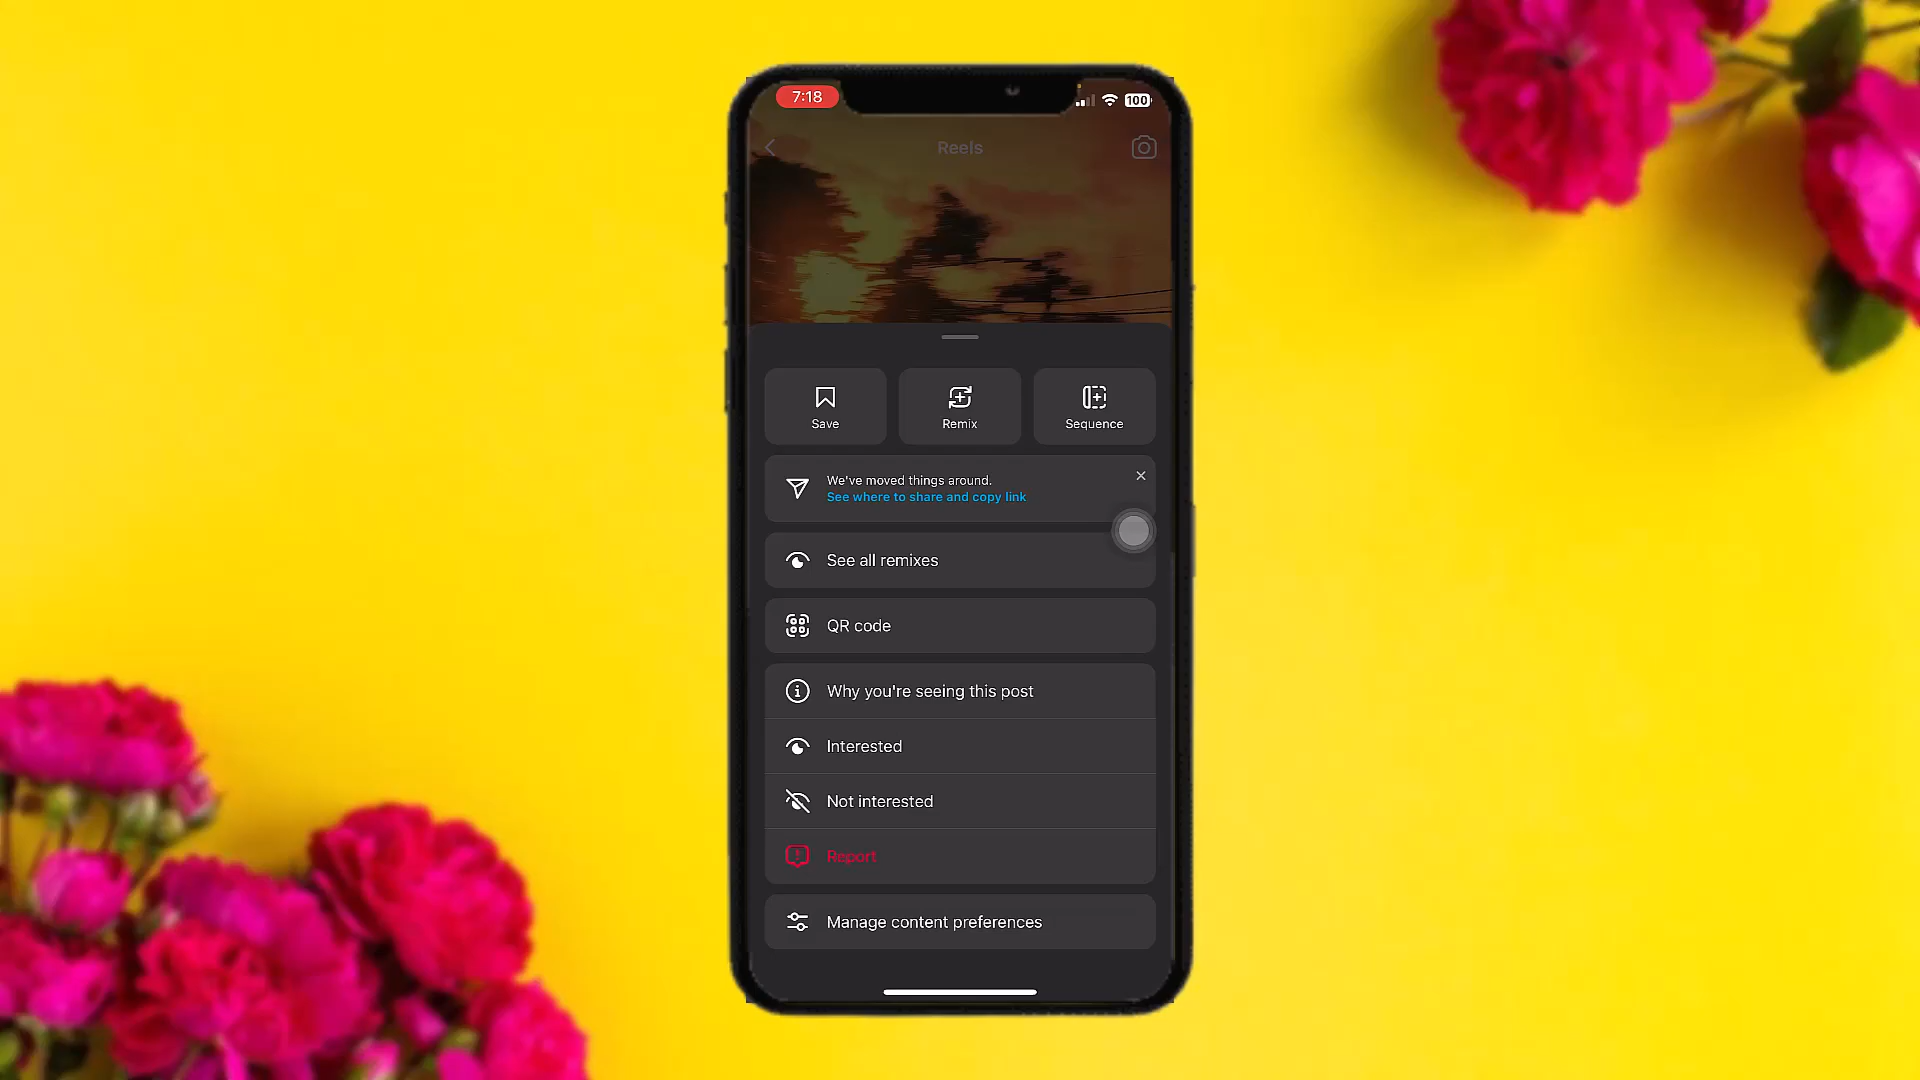 7:18
100
Reels
Save
Remix
Sequence
We've moved things around.
See where to share and copy link
See all remixes
QR code
Why you're seeing this post
Interested
Not interested
Report
Manage content preferences